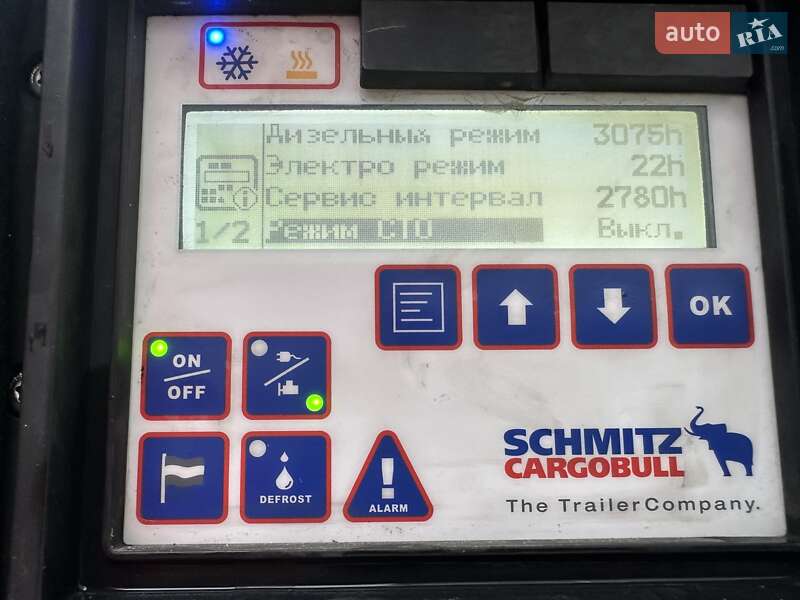 auto RIA .com
Дизельный режим 3075h
Электро режим 22h
Сервис интервал 2780h
1/2 Режим СТО Выкл.
OK
ON
OFF
DEFROST
ALARM
SCHMITZ
CARGOBULL
The TrailerCompany.